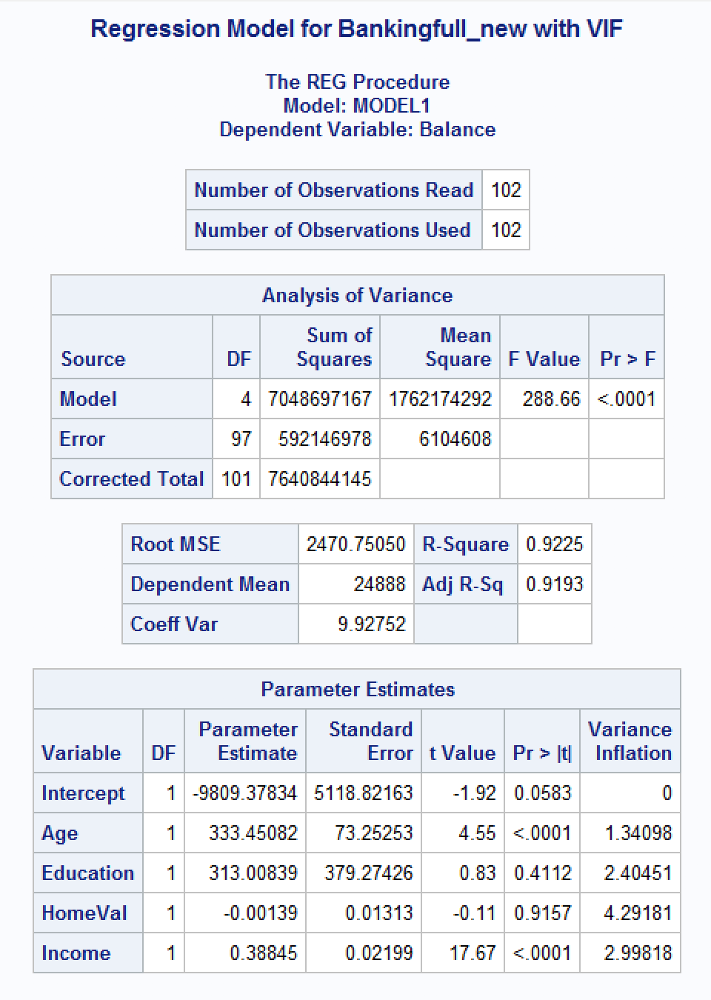 Regression Model for Bankingfull_new with VIF
The REG Procedure
Model: MODEL1
Dependent Variable: Balance
Number of Observations Read 102
Number of Observations Used 102
Analysis of Variance
Source DF Sum of Squares Mean Square F Value Pr > F
Model 4 7048697167 1762174292 288.66 <.0001
Error 97 592146978 6104608
Corrected Total 101 7640844145
Root MSE 2470.75050 R-Square 0.9225
Dependent Mean 24888 Adj R-Sq 0.9193
Coeff Var 9.92752
Parameter Estimates
Variable DF Parameter Estimate Standard Error t Value Pr > |t| Variance Inflation
Intercept 1 -9809.37834 5118.82163 -1.92 0.0583 0
Age 1 333.45082 73.25253 4.55 <.0001 1.34098
Education 1 313.00839 379.27426 0.83 0.4112 2.40451
HomeVal 1 -0.00139 0.01313 -0.11 0.9157 4.29181
Income 1 0.38845 0.02199 17.67 <.0001 2.99818